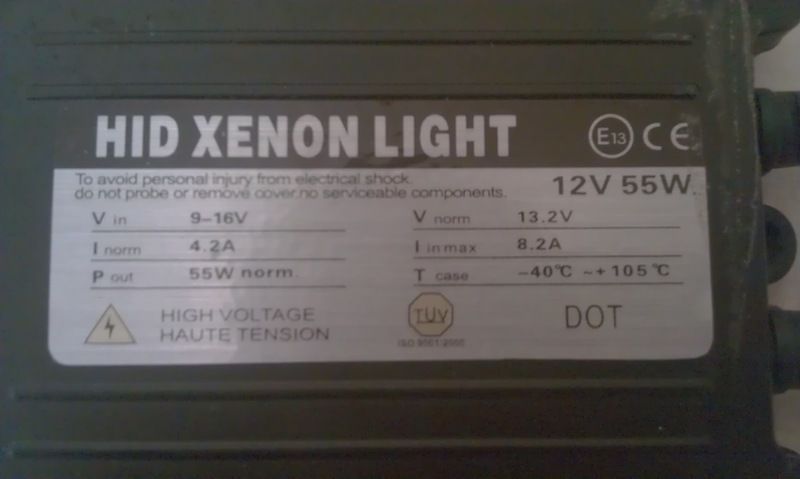 HID XENON LIGHT E13 CE
To avoid personal injury from electrical shock.
do not probe or remove cover.no serviceable components.
12V 55W
V in 9-16V V norm 13.2V
I norm 4.2A I in max 8.2A
P out 55W norm. T case -40℃ ~+105℃
HIGH VOLTAGE
HAUTE TENSION
TUV
DOT